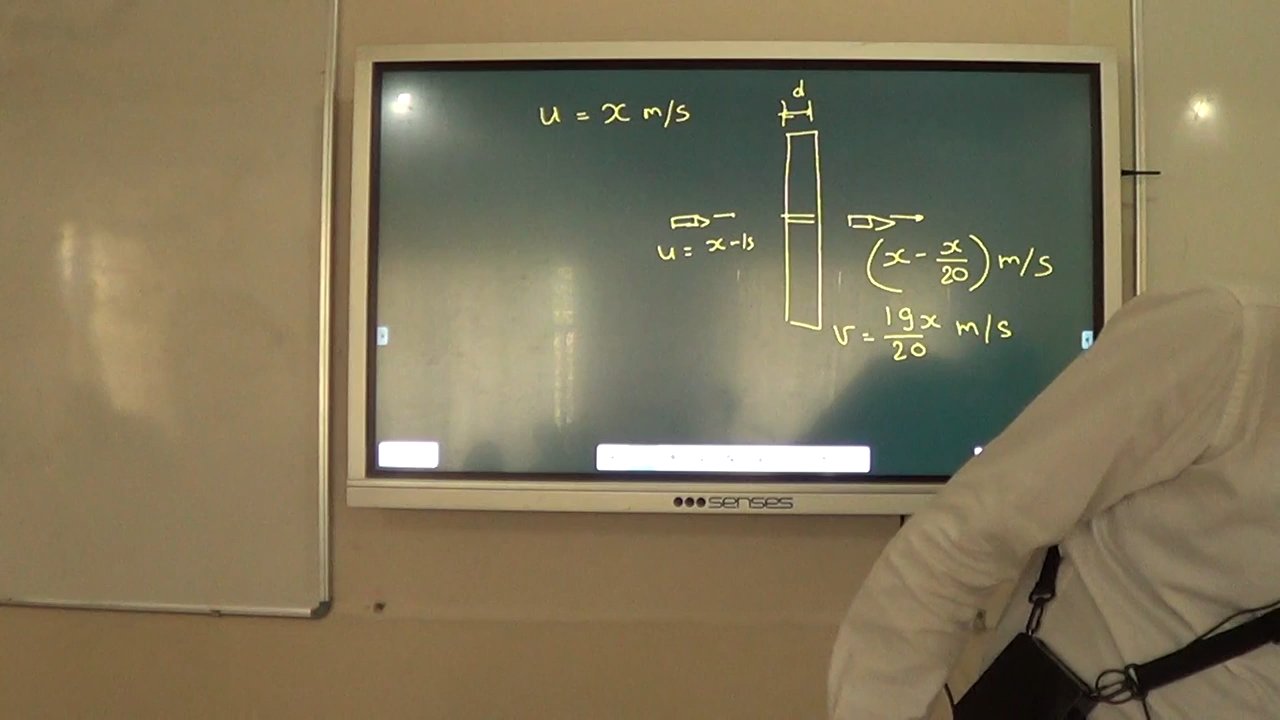 d
u = x m/s
u = x-1s
(x - x/20) m/s
v = 19x/20 m/s
senses